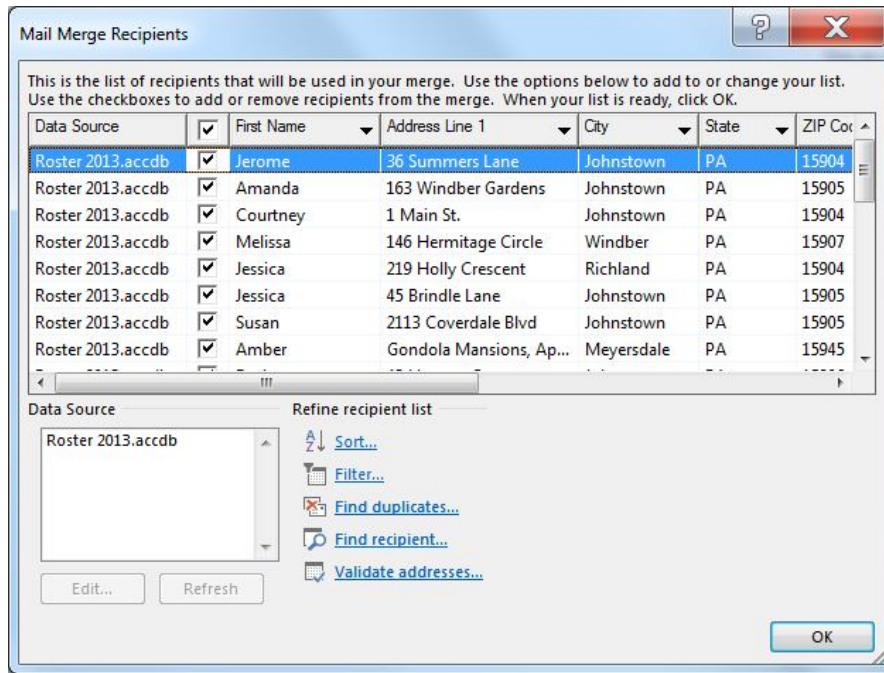 Mail Merge Recipients
This is the list of recipients that will be used in your merge. Use the options below to add to or change your list.
Use the checkboxes to add or remove recipients from the merge. When your list is ready, click OK.
Data Source First Name Address Line 1 City State ZIP Coc
Roster 2013.accdb Jerome 36 Summers Lane Johnstown PA 15904
Roster 2013.accdb Amanda 163 Windber Gardens Johnstown PA 15905
Roster 2013.accdb Courtney 1 Main St. Johnstown PA 15904
Roster 2013.accdb Melissa 146 Hermitage Circle Windber PA 15907
Roster 2013.accdb Jessica 219 Holly Crescent Richland PA 15904
Roster 2013.accdb Jessica 45 Brindle Lane Johnstown PA 15905
Roster 2013.accdb Susan 2113 Coverdale Blvd Johnstown PA 15905
Roster 2013.accdb Amber Gondola Mansions, Ap... Meyersdale PA 15945
Data Source Refine recipient list
Roster 2013.accdb
Sort...
Filter...
Find duplicates...
Find recipient...
Validate addresses...
Edit... Refresh
OK